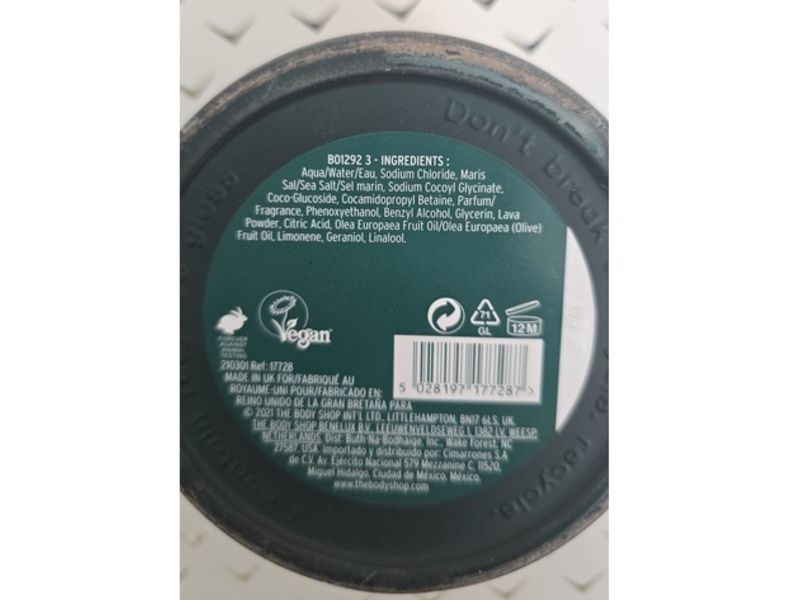 Don't break
B01292 3 - INGREDIENTS :
Aqua/Water/Eau, Sodium Chloride, Maris
Sal/Sea Salt/Sel marin, Sodium Cocoyl Glycinate,
Coco-Glucoside, Cocamidopropyl Betaine, Parfum/
Fragrance, Phenoxyethanol, Benzyl Alcohol, Glycerin, Lava
Powder, Citric Acid, Olea Europaea Fruit Oil/Olea Europaea (Olive)
Fruit Oil, Limonene, Geraniol, Linalool.
Vegan
71
GL
12M
FOREVER
AGAINST
ANIMAL
TESTING
5 028197 177287 >
210301 Ref: 17728
MADE IN UK FOR/FABRIQUÉ AU
ROYAUME-UNI POUR/FABRICADO EN:
REINO UNIDO DE LA GRAN BRETAÑA PARA
© 2021 THE BODY SHOP INT'L LTD., LITTLEHAMPTON, BN17 6LS, UK.
THE BODY SHOP BENELUX B.V., LEEUWENVELDSEWEG 1, 1382 LV, WEESP,
NETHERLANDS. Dist: Buth-Na Bodhaige, Inc., Wake Forest, NC
27587, USA. Importado y distribuido por: Cimarrones S.A
de C.V. Av. Ejército Nacional 579 Mezzanine C, 11520,
Miguel Hidalgo, Ciudad de México, México.
www.thebodyshop.com
recycle.
contain
glass